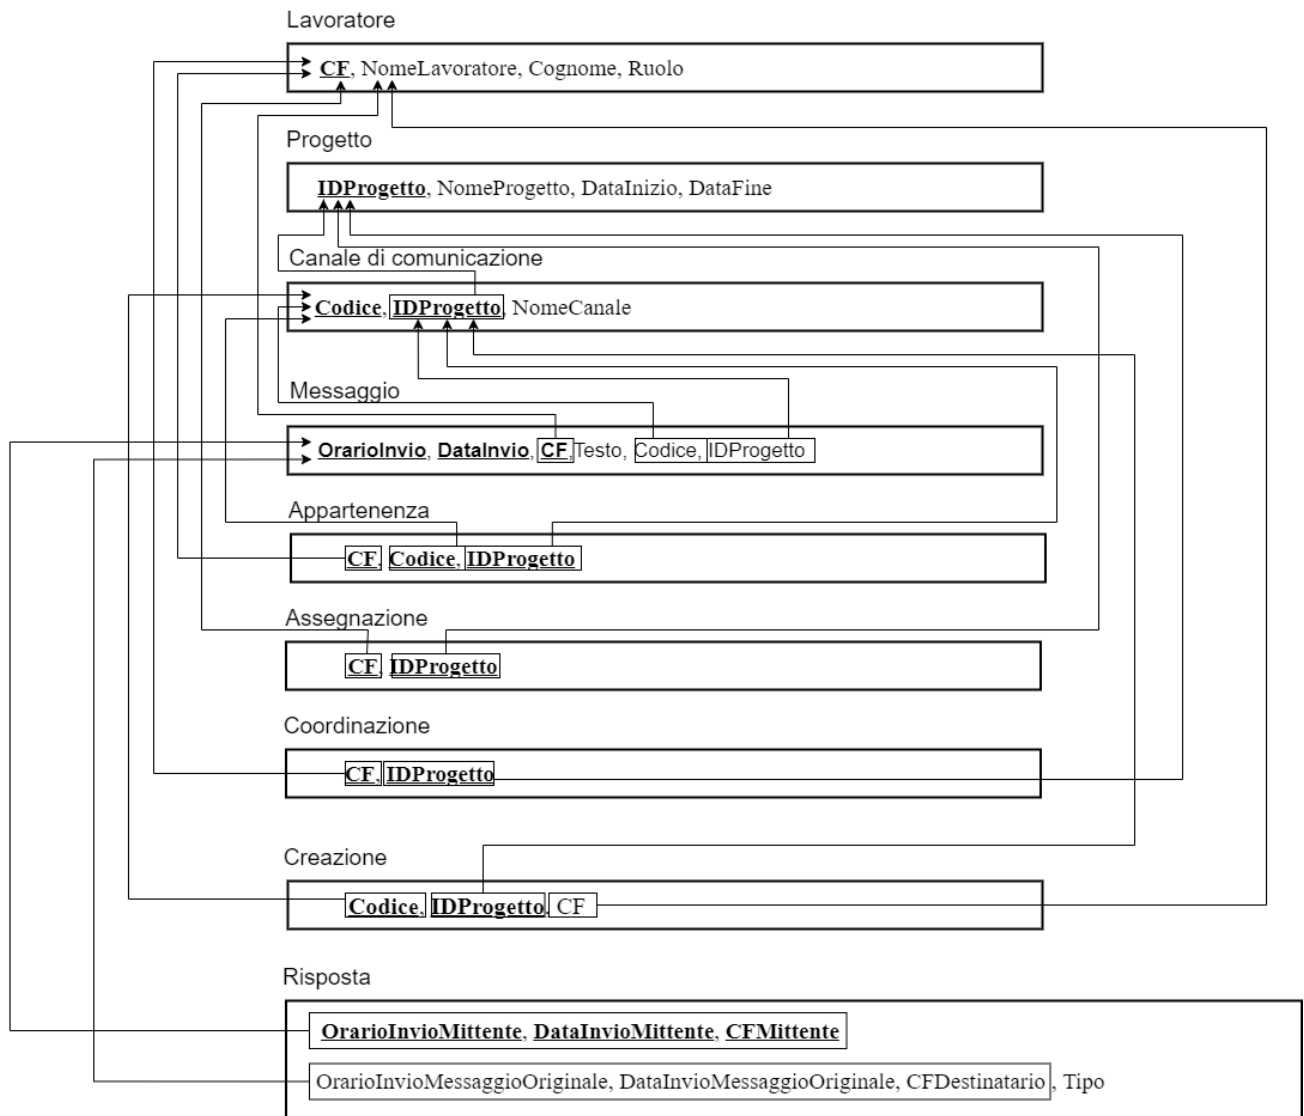 Lavoratore
CF, NomeLavoratore, Cognome, Ruolo
Progetto
IDProgetto, NomeProgetto, DataInizio, DataFine
Canale di comunicazione
Codice, IDProgetto, NomeCanale
Messaggio
OrarioInvio, DataInvio, CF, Testo, Codice, IDProgetto
Appartenenza
CF, Codice, IDProgetto
Assegnazione
CF, IDProgetto
Coordinazione
CF, IDProgetto
Creazione
Codice, IDProgetto, CF
Risposta
OrarioInvioMittente, DataInvioMittente, CFMittente
OrarioInvioMessaggioOriginale, DataInvioMessaggioOriginale, CFDestinatario, Tipo